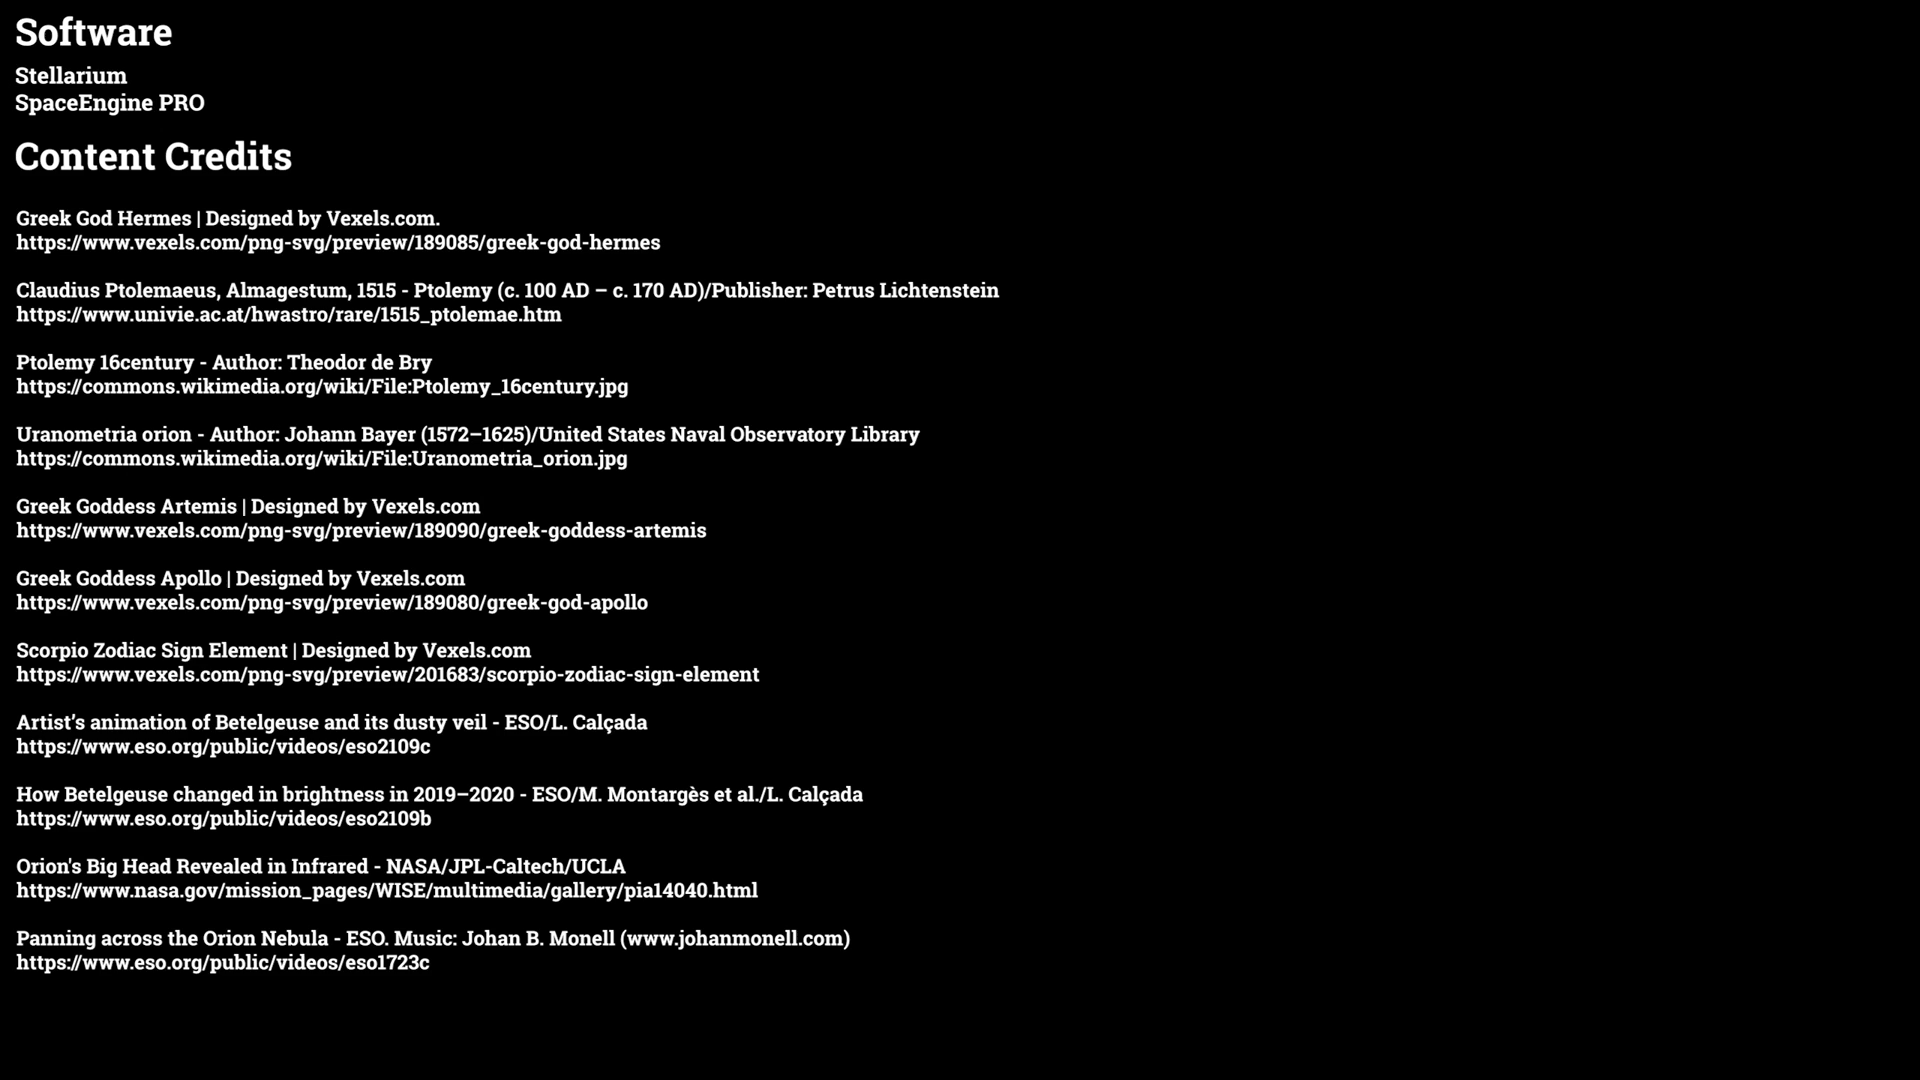 Software
Stellarium
SpaceEngine PRO
Content Credits
Greek God Hermes | Designed by Vexels.com.
https://www.vexels.com/png-svg/preview/189085/greek-god-hermes
Claudius Ptolemaeus, Almagestum, 1515 - Ptolemy (c. 100 AD – c. 170 AD)/Publisher: Petrus Lichtenstein
https://www.univie.ac.at/hwastro/rare/1515_ptolemae.htm
Ptolemy 16century - Author: Theodor de Bry
https://commons.wikimedia.org/wiki/File:Ptolemy_16century.jpg
Uranometria orion - Author: Johann Bayer (1572–1625)/United States Naval Observatory Library
https://commons.wikimedia.org/wiki/File:Uranometria_orion.jpg
Greek Goddess Artemis | Designed by Vexels.com
https://www.vexels.com/png-svg/preview/189090/greek-goddess-artemis
Greek Goddess Apollo | Designed by Vexels.com
https://www.vexels.com/png-svg/preview/189080/greek-god-apollo
Scorpio Zodiac Sign Element | Designed by Vexels.com
https://www.vexels.com/png-svg/preview/201683/scorpio-zodiac-sign-element
Artist’s animation of Betelgeuse and its dusty veil - ESO/L. Calçada
https://www.eso.org/public/videos/eso2109c
How Betelgeuse changed in brightness in 2019–2020 - ESO/M. Montargès et al./L. Calçada
https://www.eso.org/public/videos/eso2109b
Orion's Big Head Revealed in Infrared - NASA/JPL-Caltech/UCLA
https://www.nasa.gov/mission_pages/WISE/multimedia/gallery/pia14040.html
Panning across the Orion Nebula - ESO. Music: Johan B. Monell (www.johanmonell.com)
https://www.eso.org/public/videos/eso1723c